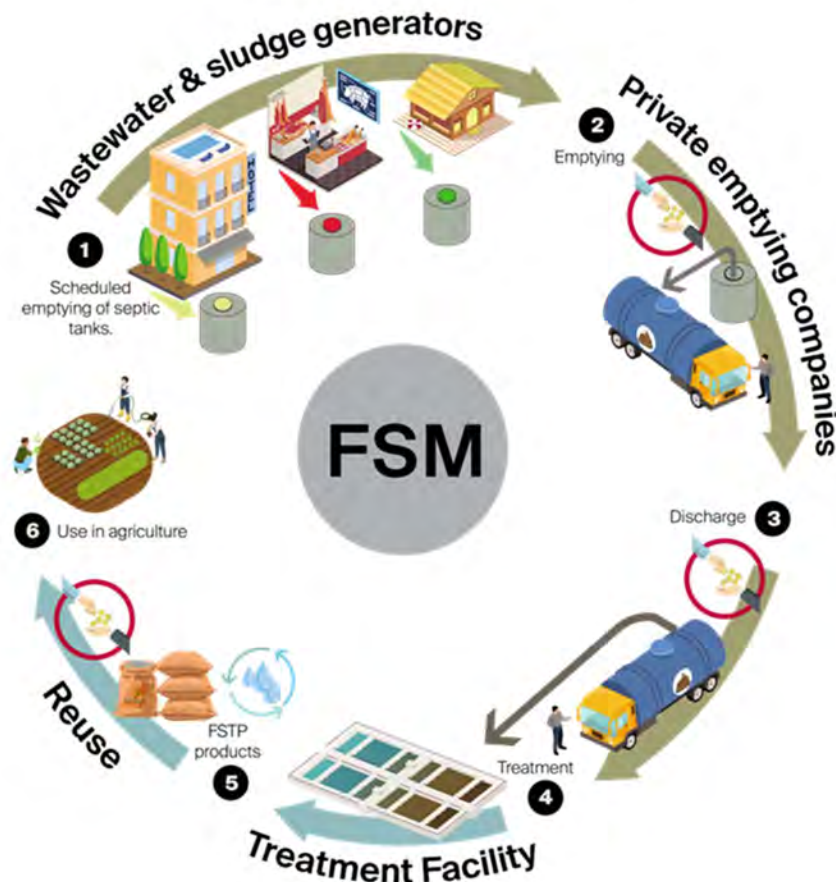 Wastewater & sludge generators
HOTEL
1
Scheduled
emptying of septic
tanks.
2
Emptying
Private emptying companies
FSM
Discharge 3
Treatment
4
Treatment Facility
FSTP
products
5
Reuse
6 Use in agriculture